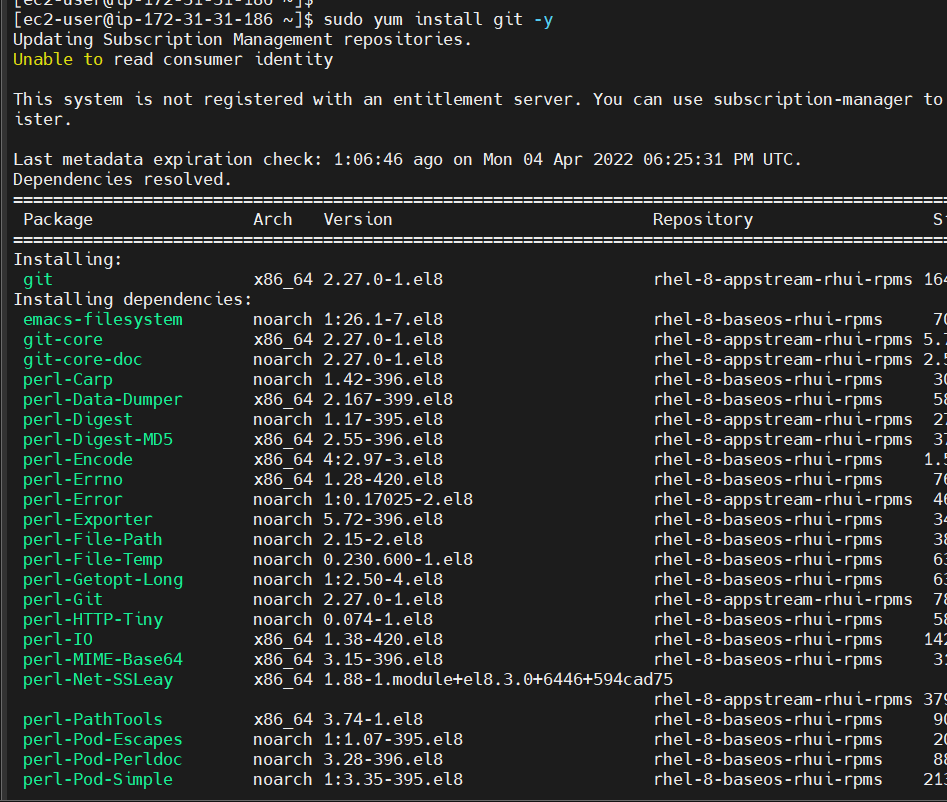 [ec2-user@ip-172-31-31-186 ~]$
[ec2-user@ip-172-31-31-186 ~]$ sudo yum install git -y
Updating Subscription Management repositories.
Unable to read consumer identity
This system is not registered with an entitlement server. You can use subscription-manager to
ister.
Last metadata expiration check: 1:06:46 ago on Mon 04 Apr 2022 06:25:31 PM UTC.
Dependencies resolved.
================================================================================
Package Arch Version Repository
================================================================================
Installing:
git x86_64 2.27.0-1.el8 rhel-8-appstream-rhui-rpms 164
Installing dependencies:
emacs-filesystem noarch 1:26.1-7.el8 rhel-8-baseos-rhui-rpms 70
git-core x86_64 2.27.0-1.el8 rhel-8-appstream-rhui-rpms 5.7
git-core-doc noarch 2.27.0-1.el8 rhel-8-appstream-rhui-rpms 2.5
perl-Carp noarch 1.42-396.el8 rhel-8-baseos-rhui-rpms 30
perl-Data-Dumper x86_64 2.167-399.el8 rhel-8-baseos-rhui-rpms 58
perl-Digest noarch 1.17-395.el8 rhel-8-appstream-rhui-rpms 27
perl-Digest-MD5 x86_64 2.55-396.el8 rhel-8-appstream-rhui-rpms 37
perl-Encode x86_64 4:2.97-3.el8 rhel-8-baseos-rhui-rpms 1.5
perl-Errno x86_64 1.28-420.el8 rhel-8-baseos-rhui-rpms 76
perl-Error noarch 1:0.17025-2.el8 rhel-8-appstream-rhui-rpms 46
perl-Exporter noarch 5.72-396.el8 rhel-8-baseos-rhui-rpms 34
perl-File-Path noarch 2.15-2.el8 rhel-8-baseos-rhui-rpms 38
perl-File-Temp noarch 0.230.600-1.el8 rhel-8-baseos-rhui-rpms 63
perl-Getopt-Long noarch 1:2.50-4.el8 rhel-8-baseos-rhui-rpms 63
perl-Git noarch 2.27.0-1.el8 rhel-8-appstream-rhui-rpms 78
perl-HTTP-Tiny noarch 0.074-1.el8 rhel-8-baseos-rhui-rpms 58
perl-IO x86_64 1.38-420.el8 rhel-8-baseos-rhui-rpms 142
perl-MIME-Base64 x86_64 3.15-396.el8 rhel-8-baseos-rhui-rpms 31
perl-Net-SSLeay x86_64 1.88-1.module+el8.3.0+6446+594cad75
rhel-8-appstream-rhui-rpms 379
perl-PathTools x86_64 3.74-1.el8 rhel-8-baseos-rhui-rpms 90
perl-Pod-Escapes noarch 1:1.07-395.el8 rhel-8-baseos-rhui-rpms 20
perl-Pod-Perldoc noarch 3.28-396.el8 rhel-8-baseos-rhui-rpms 88
perl-Pod-Simple noarch 1:3.35-395.el8 rhel-8-baseos-rhui-rpms 213